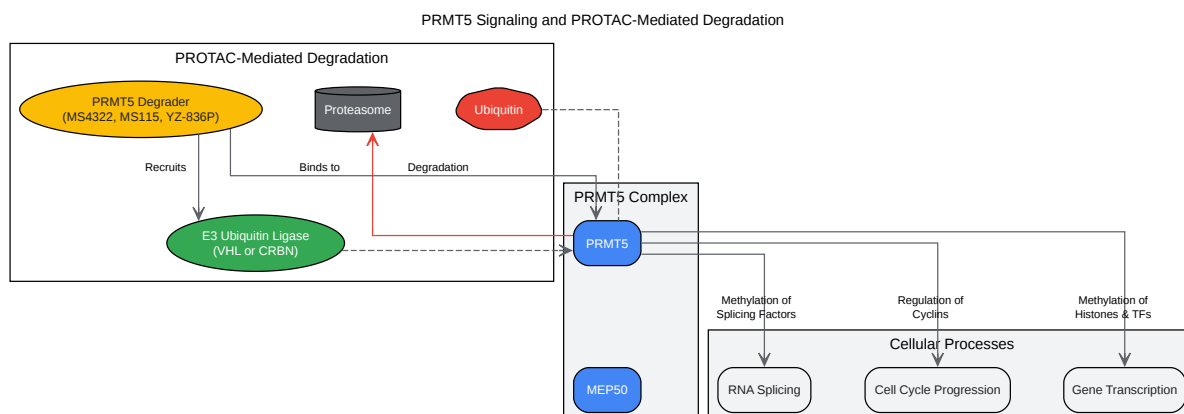 PRMT5 Signaling and PROTAC-Mediated Degradation
PROTAC-Mediated Degradation
PRMT5 Degrader
(MS4322, MS115, YZ-836P)
Proteasome
Ubiquitin
Recruits
Binds to
Degradation
PRMT5 Complex
E3 Ubiquitin Ligase
(VHL or CRBN)
PRMT5
Methylation of
Splicing Factors
Regulation of
Cyclins
Methylation of
Histones & TFs
Cellular Processes
MEP50
RNA Splicing
Cell Cycle Progression
Gene Transcription